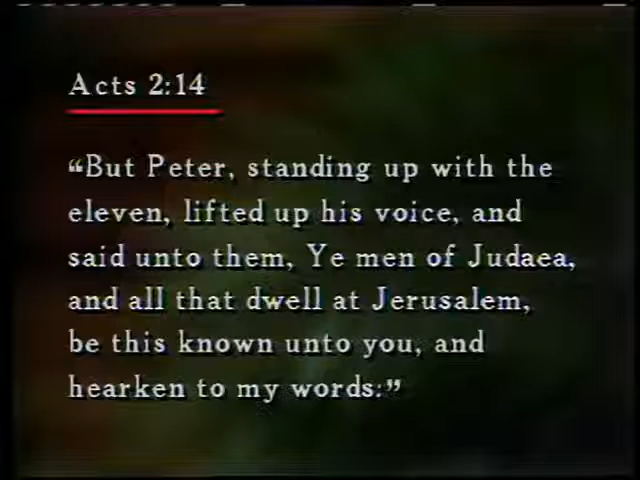 Acts 2:14
“But Peter, standing up with the
eleven, lifted up his voice, and
said unto them, Ye men of Judaea,
and all that dwell at Jerusalem,
be this known unto you, and
hearken to my words:”